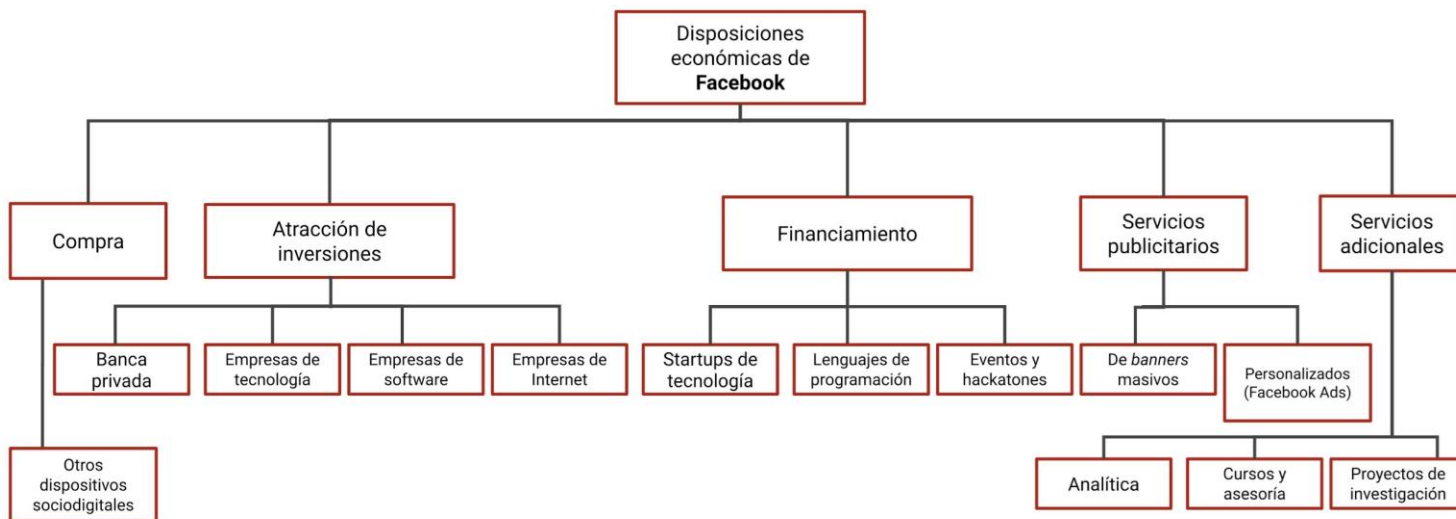 Disposiciones
económicas de
Facebook
Compra
Atracción de
inversiones
Financiamiento
Servicios
publicitarios
Servicios
adicionales
Banca
privada
Empresas de
tecnología
Empresas de
software
Empresas de
Internet
Startups de
tecnología
Lenguajes de
programación
Eventos y
hackatones
De banners
masivos
Personalizados
(Facebook Ads)
Otros
dispositivos
sociodigitales
Analítica
Cursos y
asesoría
Proyectos de
investigación